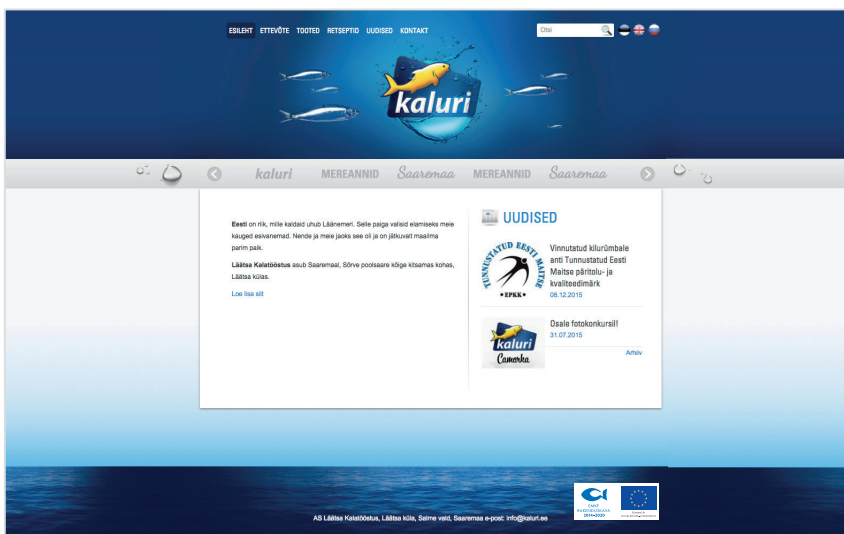 ESILEHT ETTEVÕTE TOOTED RETSEPTID UUDISED KONTAKT
Otsi
kaluri
kaluri MEREANNID Saaremaa MEREANNID Saaremaa
Eesti on riik, mille kaldaid uhub Läänemeri. Selle paiga valisid elamiseks meie
kauged esivanemad. Nende ja meie jaoks see oli ja on jätkuvalt maailma
parim paik.
Läätsa Kalatööstus asub Saaremaal, Sõrve poolsaare kõige kitsamas kohas,
Läätsa külas.
Loe lisa siit
UUDISED
TUNNUSTATUD EESTI MAITSE
•EPKK•
Vinnutatud kilurümbale
anti Tunnustatud Eesti
Maitse päritolu- ja
kvaliteedimärk
08.12.2015
kaluri
Osale fotokonkursil!
31.07.2015
Arhiiv
EMKF
RAKENDUSKAVA
2014–2020
AS Läätsa Kalatööstus, Läätsa küla, Salme vald, Saaremaa e-post: info@kaluri.ee